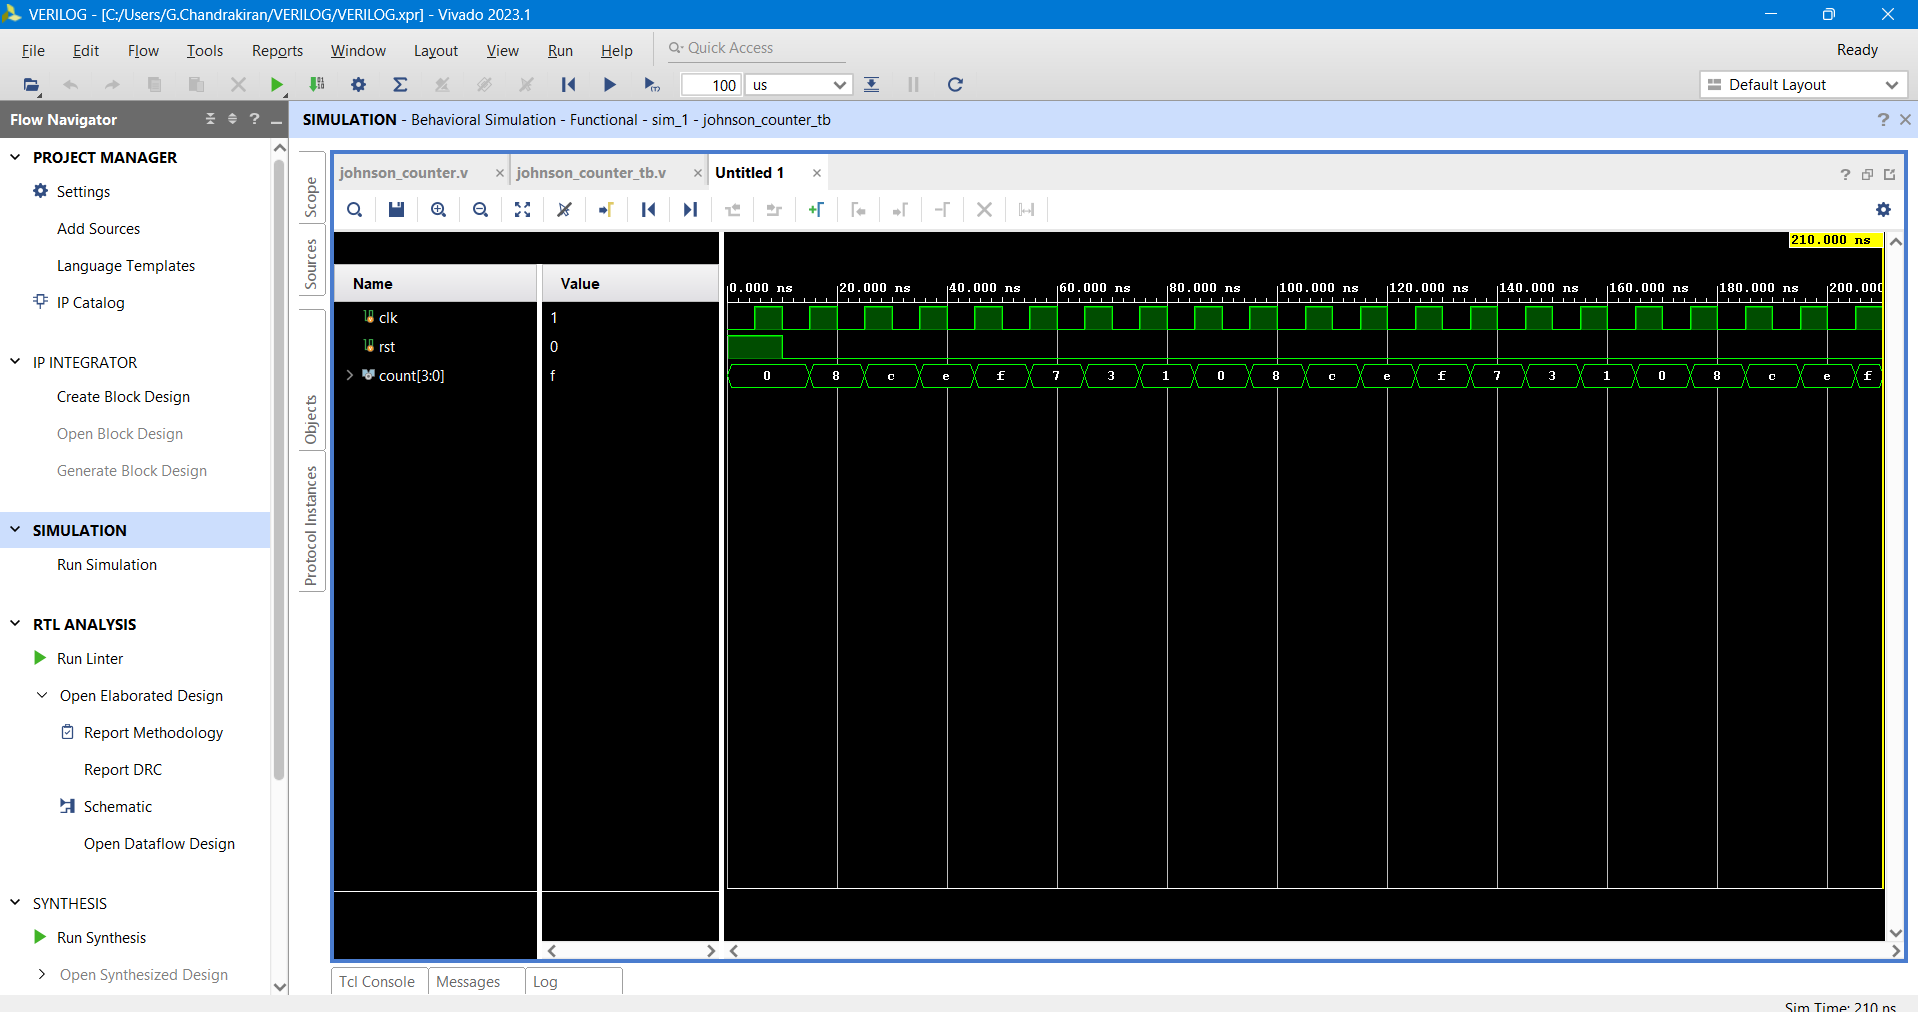 VERILOG - [C:/Users/G.Chandrakiran/VERILOG/VERILOG.xpr] - Vivado 2023.1
File Edit Flow Tools Reports Window Layout View Run Help Quick Access Ready
100 us Default Layout
Flow Navigator
SIMULATION - Behavioral Simulation - Functional - sim_1 - johnson_counter_tb
PROJECT MANAGER
Settings
Add Sources
Language Templates
IP Catalog
IP INTEGRATOR
Create Block Design
Open Block Design
Generate Block Design
SIMULATION
Run Simulation
RTL ANALYSIS
Run Linter
Open Elaborated Design
Report Methodology
Report DRC
Schematic
Open Dataflow Design
SYNTHESIS
Run Synthesis
Open Synthesized Design
Scope
Sources
Objects
Protocol Instances
johnson_counter.v johnson_counter_tb.v Untitled 1
210.000 ns
Name Value
0.000 ns 20.000 ns 40.000 ns 60.000 ns 80.000 ns 100.000 ns 120.000 ns 140.000 ns 160.000 ns 180.000 ns 200.000
clk 1
rst 0
count[3:0] f 0 8 c e f 7 3 1 0 8 c e f 7 3 1 0 8 c e f
Tcl Console Messages Log
Sim Time: 210 ns